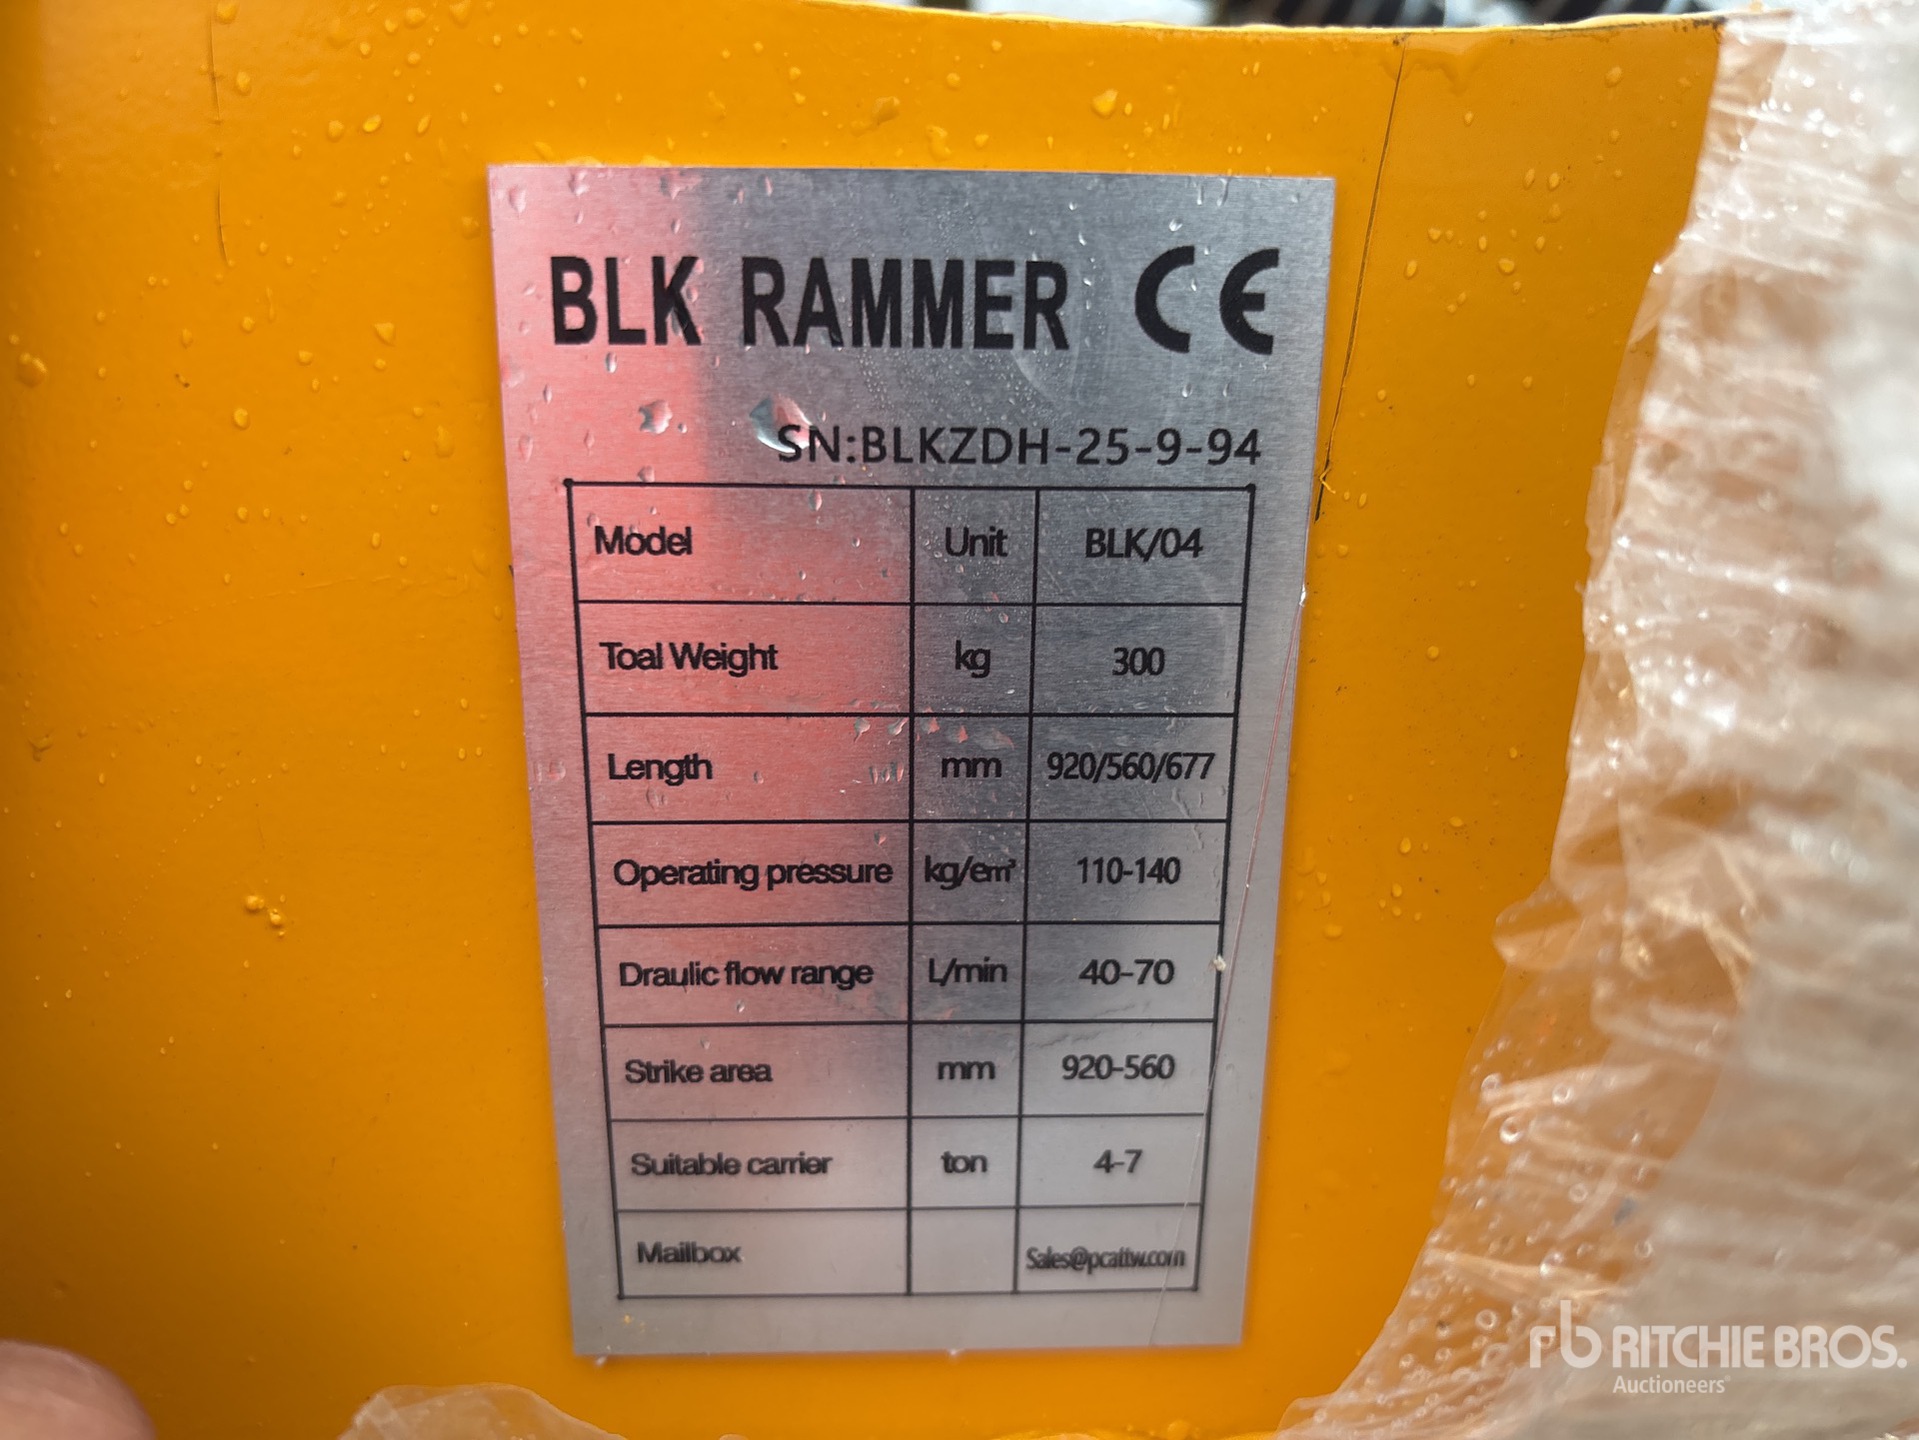 BLK RAMMER CE
SN:BLKZDH-25-9-94
Model Unit BLK/04
Toal Weight kg 300
Length mm 920/560/677
Operating pressure kg/em² 110-140
Draulic flow range L/min 40-70
Strike area mm 920-560
Suitable carrier ton 4-7
Mailbox Sales@pcattw.com
rb RITCHIE BROS.
Auctioneers